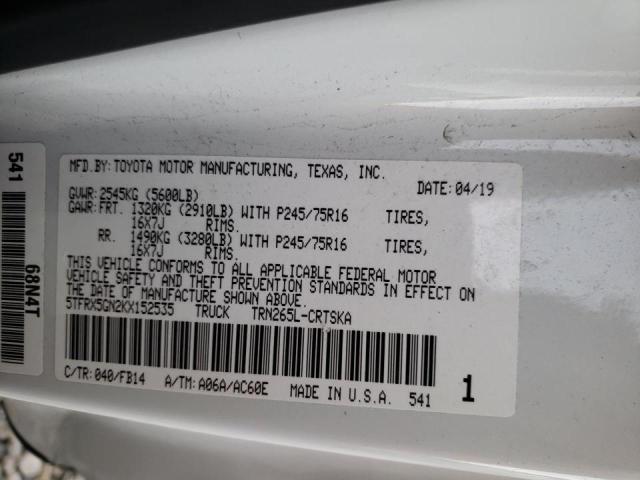 MFD.BY: TOYOTA MOTOR MANUFACTURING, TEXAS, INC.
DATE: 04/19
GVWR: 2545KG (5600LB)
GAWR: FRT. 1320KG (2910LB) WITH P245/75R16 TIRES,
16X7J RIMS.
RR. 1490KG (3280LB) WITH P245/75R16 TIRES,
16X7J RIMS.
THIS VEHICLE CONFORMS TO ALL APPLICABLE FEDERAL MOTOR
VEHICLE SAFETY AND THEFT PREVENTION STANDARDS IN EFFECT ON
THE DATE OF MANUFACTURE SHOWN ABOVE.
5TFRX5GN2KX152535 TRUCK TRN265L-CRTSKA
C/TR: 040/FB14 A/TM: A06A/AC60E MADE IN U.S.A. 541 1
541
68N4T